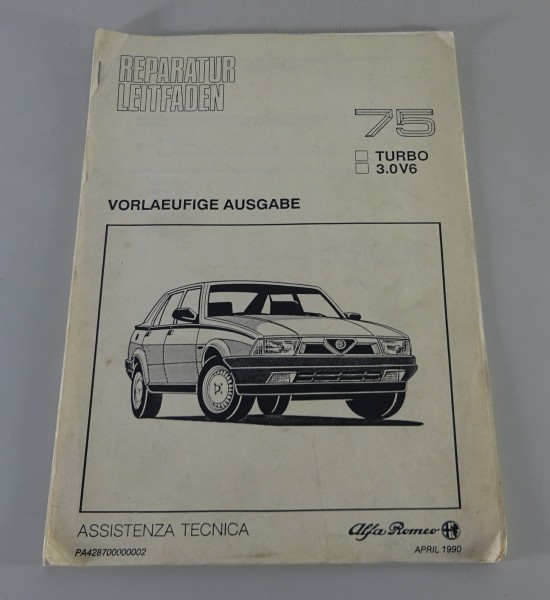 REPARATUR
LEITFADEN
75
TURBO
3.0V6
VORLAEUFIGE AUSGABE
ASSISTENZA TECNICA
Alfa Romeo
PA428700000002
APRIL 1990